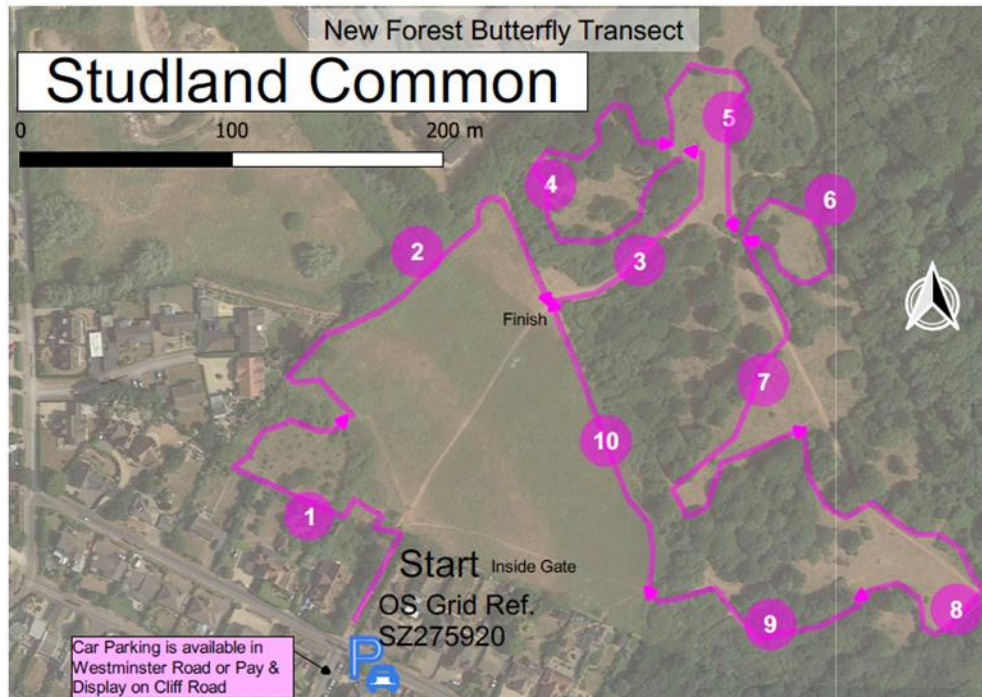 New Forest Butterfly Transect
Studland Common
0 100 200 m
5
4
6
2
3
Finish
7
10
1
Start Inside Gate
OS Grid Ref.
SZ275920
8
9
P
Car Parking is available in
Westminster Road or Pay &
Display on Cliff Road